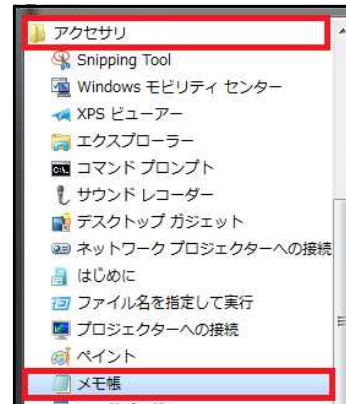 アクセサリ
Snipping Tool
Windows モビリティ センター
XPS ビューアー
エクスプローラー
コマンド プロンプト
サウンド レコーダー
デスクトップ ガジェット
ネットワーク プロジェクターへの接続
はじめに
ファイル名を指定して実行
プロジェクターへの接続
ペイント
メモ帳